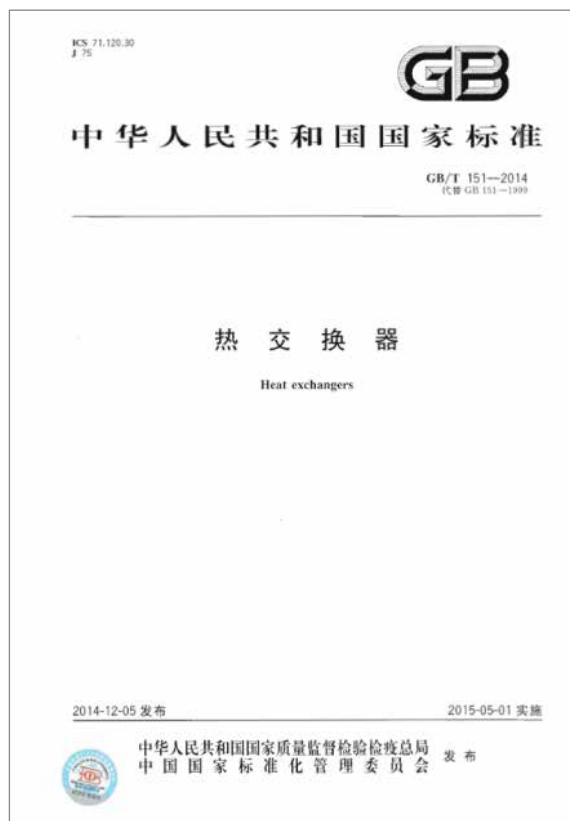 ICS 71.120.30
J 75
GB
中华人民共和国国家标准
GB/T 151—2014
代替 GB 151—1999
热交换器
Heat exchangers
2014-12-05 发布
2015-05-01 实施
中华人民共和国国家质量监督检验检疫总局
中国国家标准化管理委员会
发布